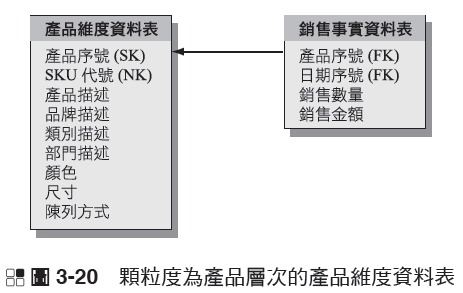 產品維度資料表
產品序號 (SK)
SKU 代號 (NK)
產品描述
品牌描述
類別描述
部門描述
顏色
尺寸
陳列方式
銷售事實資料表
產品序號 (FK)
日期序號 (FK)
銷售數量
銷售金額
圖 3-20 顆粒度為產品層次的產品維度資料表